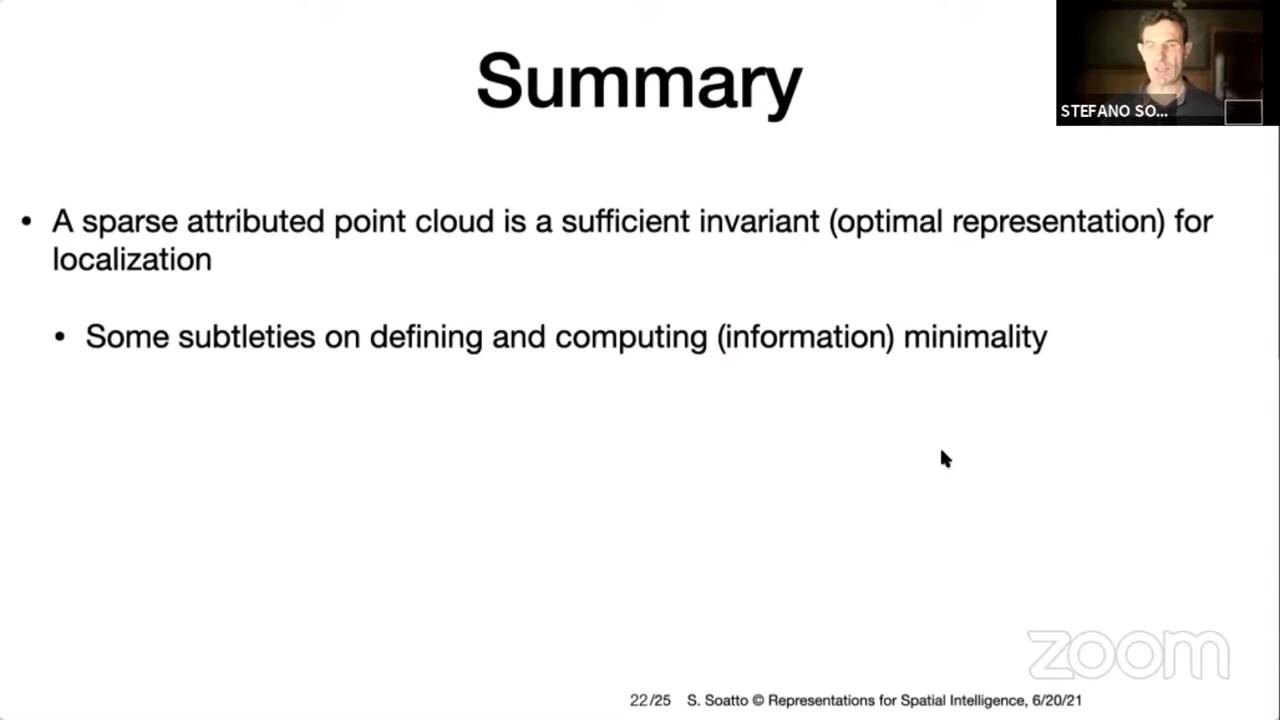 Summary
STEFANO SO...
• A sparse attributed point cloud is a sufficient invariant (optimal representation) for
localization
• Some subtleties on defining and computing (information) minimality
zoom
22/25 S. Soatto © Representations for Spatial Intelligence, 6/20/21